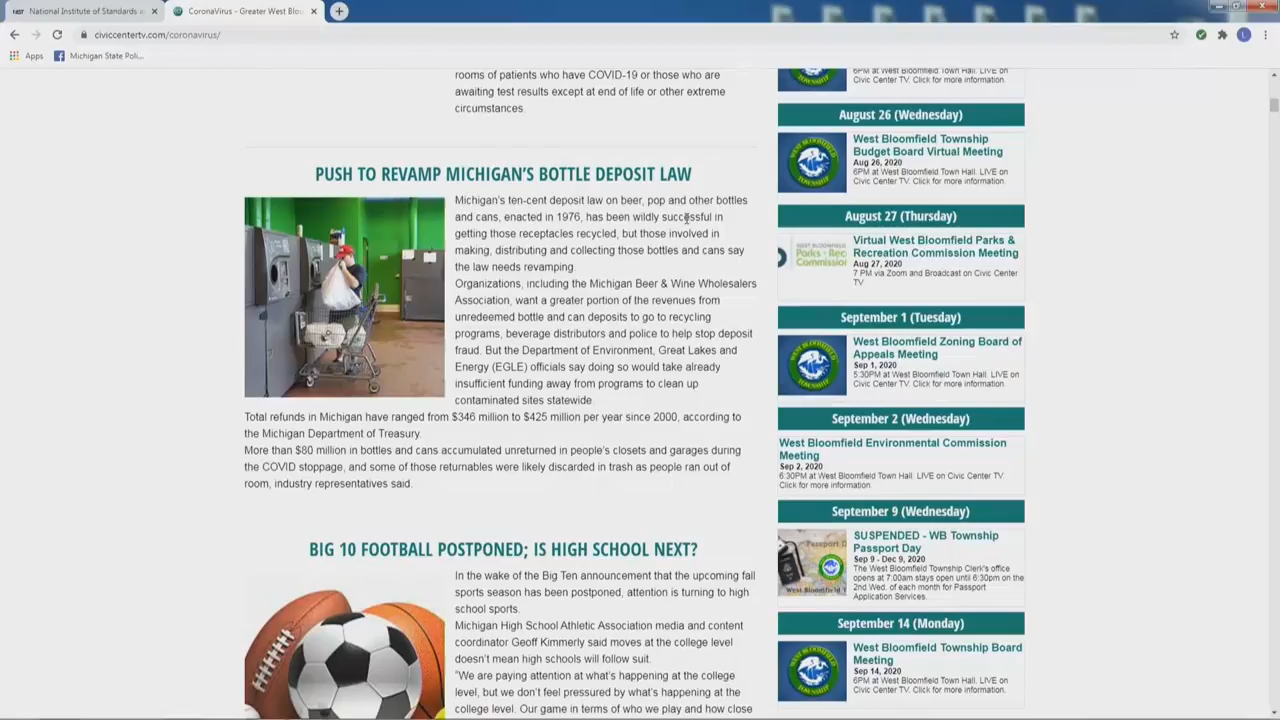 National Institute of Standards a
CoronaVirus - Greater West Blou
civiccentertv.com/coronavirus/
Apps
Michigan State Poli...
rooms of patients who have COVID-19 or those who are
awaiting test results except at end of life or other extreme
circumstances.
PUSH TO REVAMP MICHIGAN'S BOTTLE DEPOSIT LAW
Michigan's ten-cent deposit law on beer, pop and other bottles
and cans, enacted in 1976, has been wildly successful in
getting those receptacles recycled, but those involved in
making, distributing and collecting those bottles and cans say
the law needs revamping.
Organizations, including the Michigan Beer & Wine Wholesalers
Association, want a greater portion of the revenues from
unredeemed bottle and can deposits to go to recycling
programs, beverage distributors and police to help stop deposit
fraud. But the Department of Environment, Great Lakes and
Energy (EGLE) officials say doing so would take already
insufficient funding away from programs to clean up
contaminated sites statewide.
Total refunds in Michigan have ranged from $346 million to $425 million per year since 2000, according to
the Michigan Department of Treasury.
More than $80 million in bottles and cans accumulated unreturned in people's closets and garages during
the COVID stoppage, and some of those returnables were likely discarded in trash as people ran out of
room, industry representatives said.
BIG 10 FOOTBALL POSTPONED; IS HIGH SCHOOL NEXT?
In the wake of the Big Ten announcement that the upcoming fall
sports season has been postponed, attention is turning to high
school sports.
Michigan High School Athletic Association media and content
coordinator Geoff Kimmerly said moves at the college level
doesn't mean high schools will follow suit.
"We are paying attention at what's happening at the college
level, but we don't feel pressured by what's happening at the
college level. Our game in terms of who we play and how close
6PM at West Bloomfield Town Hall. LIVE on
Civic Center TV. Click for more information.
August 26 (Wednesday)
West Bloomfield Township
Budget Board Virtual Meeting
Aug 26, 2020
6PM at West Bloomfield Town Hall. LIVE on
Civic Center TV. Click for more information.
August 27 (Thursday)
WEST BLOOMFIELD
Parks & Rec
Commission
Virtual West Bloomfield Parks &
Recreation Commission Meeting
Aug 27, 2020
7 PM via Zoom and Broadcast on Civic Center
TV
September 1 (Tuesday)
West Bloomfield Zoning Board of
Appeals Meeting
Sep 1, 2020
5:30PM at West Bloomfield Town Hall. LIVE on
Civic Center TV. Click for more information.
September 2 (Wednesday)
West Bloomfield Environmental Commission
Meeting
Sep 2, 2020
6:30PM at West Bloomfield Town Hall. LIVE on Civic Center TV.
Click for more information.
September 9 (Wednesday)
Passport D
West Bloomfield T
SUSPENDED - WB Township
Passport Day
Sep 9 - Dec 9, 2020
The West Bloomfield Township Clerk's office
opens at 7:00am stays open until 6:30pm on the
2nd Wed. of each month for Passport
Application Services.
September 14 (Monday)
West Bloomfield Township Board
Meeting
Sep 14, 2020
6PM at West Bloomfield Town Hall. LIVE on
Civic Center TV. Click for more information.